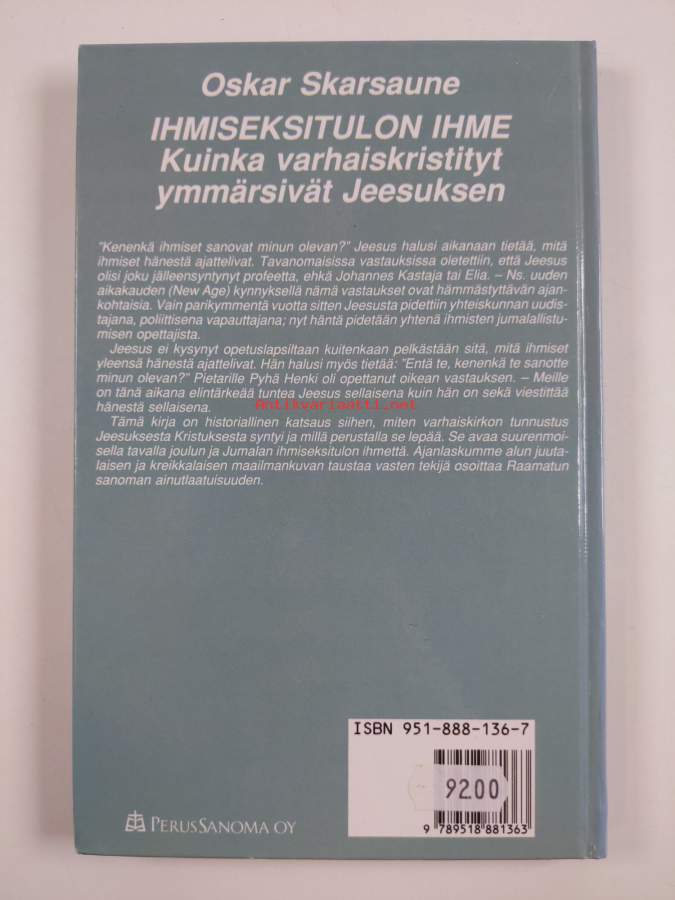 Oskar Skarsaune
IHMISEKSITULON IHME
Kuinka varhaiskristityt
ymmärsivät Jeesuksen
"Kenenkä ihmiset sanovat minun olevan?" Jeesus halusi aikanaan tietää, mitä
ihmiset hänestä ajattelivat. Tavanomaisissa vastauksissa oletettiin, että Jeesus
olisi joku jälleensyntynyt profeetta, ehkä Johannes Kastaja tai Elia. – Ns. uuden
aikakauden (New Age) kynnyksellä nämä vastaukset ovat hämmästyttävän ajan-
kohtaisia. Vain parikymmentä vuotta sitten Jeesusta pidettiin yhteiskunnan uudis-
tajana, poliittisena vapauttajana; nyt häntä pidetään yhtenä ihmisten jumalallistu-
misen opettajista.
Jeesus ei kysynyt opetuslapsiltaan kuitenkaan pelkästään sitä, mitä ihmiset
yleensä hänestä ajattelivat. Hän halusi myös tietää: "Entä te, kenenkä te sanotte
minun olevan?" Pietarille Pyhä Henki oli opettanut oikean vastauksen. – Meille
on tänä aikana elintärkeää tuntea Jeesus sellaisena kuin hän on sekä viestittää
hänestä sellaisena.
Antikvariaatti.net
Tämä kirja on historiallinen katsaus siihen, miten varhaiskirkon tunnustus
Jeesuksesta Kristuksesta syntyi ja millä perustalla se lepää. Se avaa suurenmoi-
sella tavalla joulun ja Jumalan ihmiseksitulon ihmettä. Ajanlaskumme alun juuta-
laisen ja kreikkalaisen maailmankuvan taustaa vasten tekijä osoittaa Raamatun
sanoman ainutlaatuisuuden.
ISBN 951-888-136-7
9200
9 789518 881363
PERUSSANOMA OY